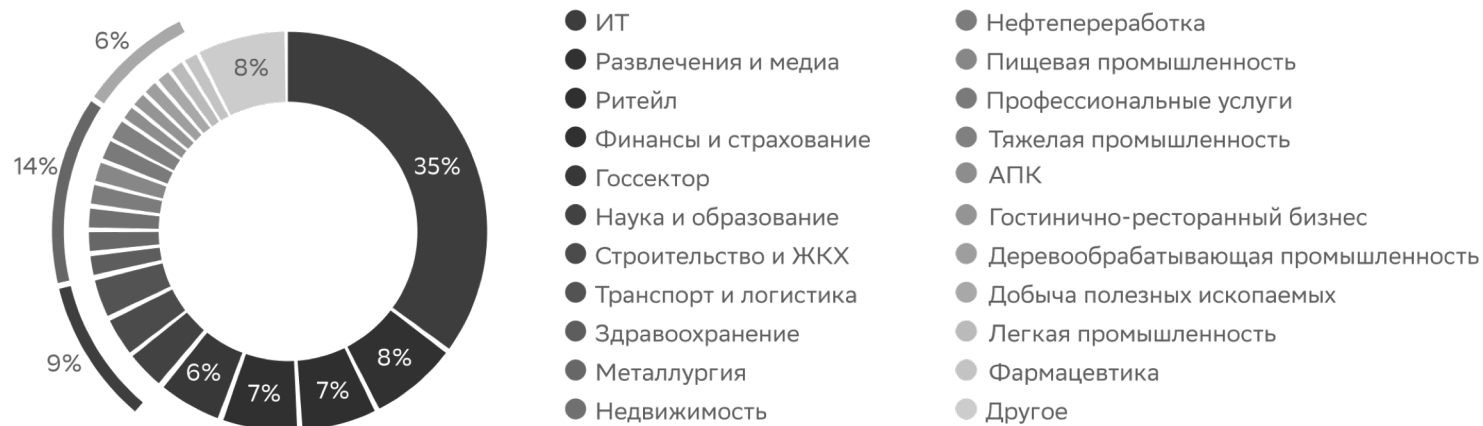 6%
8%
14%
35%
9%
6%
7%
7%
8%
ИТ
Развлечения и медиа
Ритейл
Финансы и страхование
Госсектор
Наука и образование
Строительство и ЖКХ
Транспорт и логистика
Здравоохранение
Металлургия
Недвижимость
Нефтепереработка
Пищевая промышленность
Профессиональные услуги
Тяжелая промышленность
АПК
Гостинично-ресторанный бизнес
Деревообрабатывающая промышленность
Добыча полезных ископаемых
Легкая промышленность
Фармацевтика
Другое